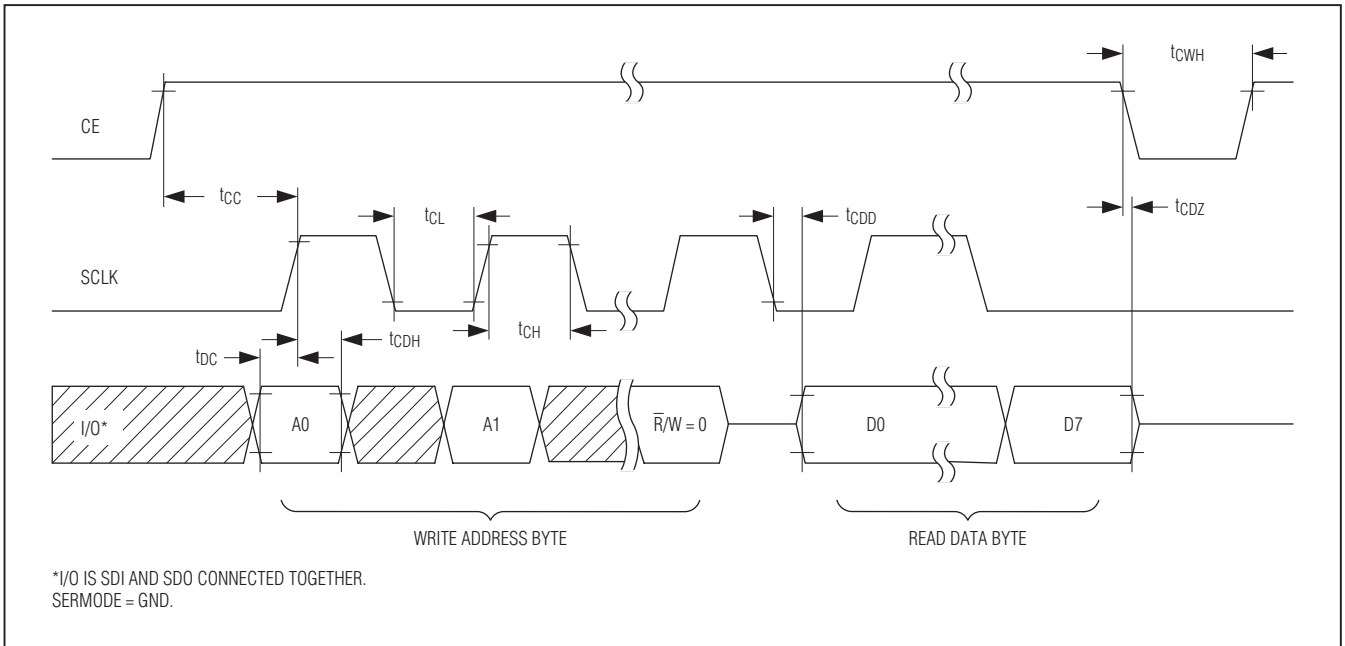 tCWH
CE
tCC
tCL
tCDD
tCDZ
SCLK
tCH
tDC
tCDH
I/O*
A0
A1
R̅/W = 0
D0
D7
WRITE ADDRESS BYTE
READ DATA BYTE
*I/O IS SDI AND SDO CONNECTED TOGETHER.
SERMODE = GND.